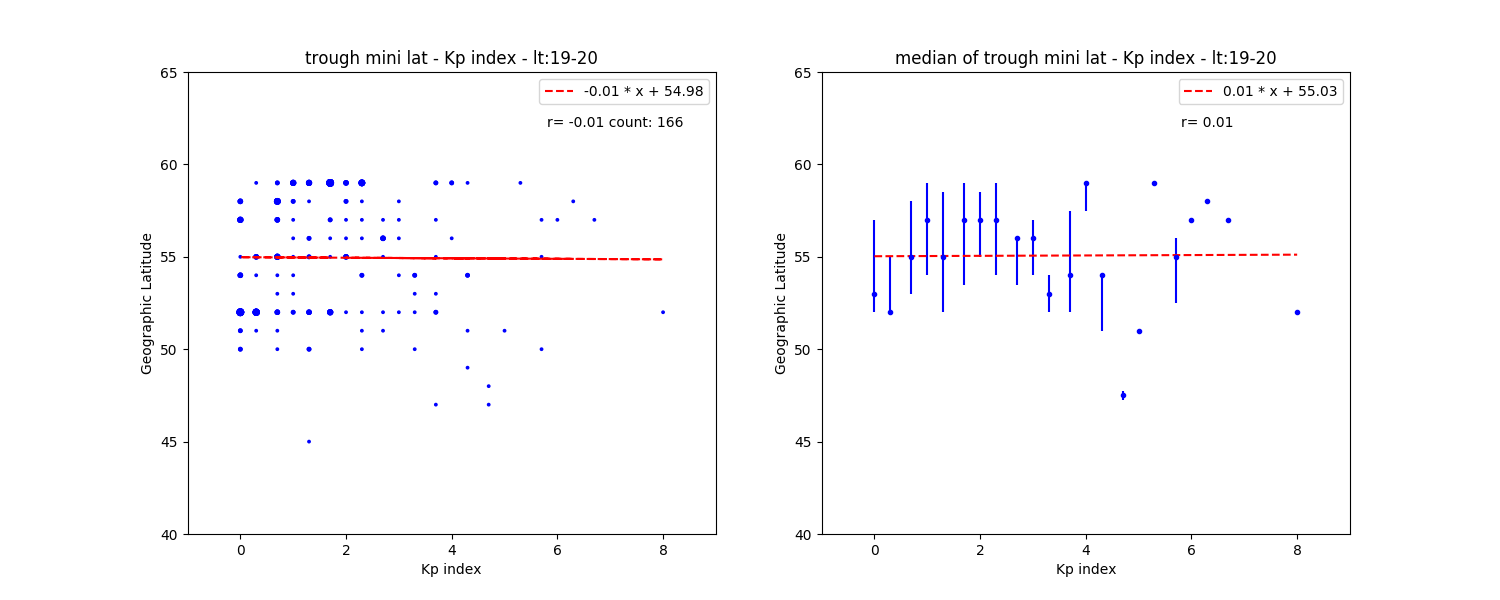 trough mini lat - Kp index - lt:19-20
-0.01 * x + 54.98
r= -0.01 count: 166
65
60
55
50
45
40
Geographic Latitude
0 2 4 6 8
Kp index
median of trough mini lat - Kp index - lt:19-20
0.01 * x + 55.03
r= 0.01
65
60
55
50
45
40
Geographic Latitude
0 2 4 6 8
Kp index